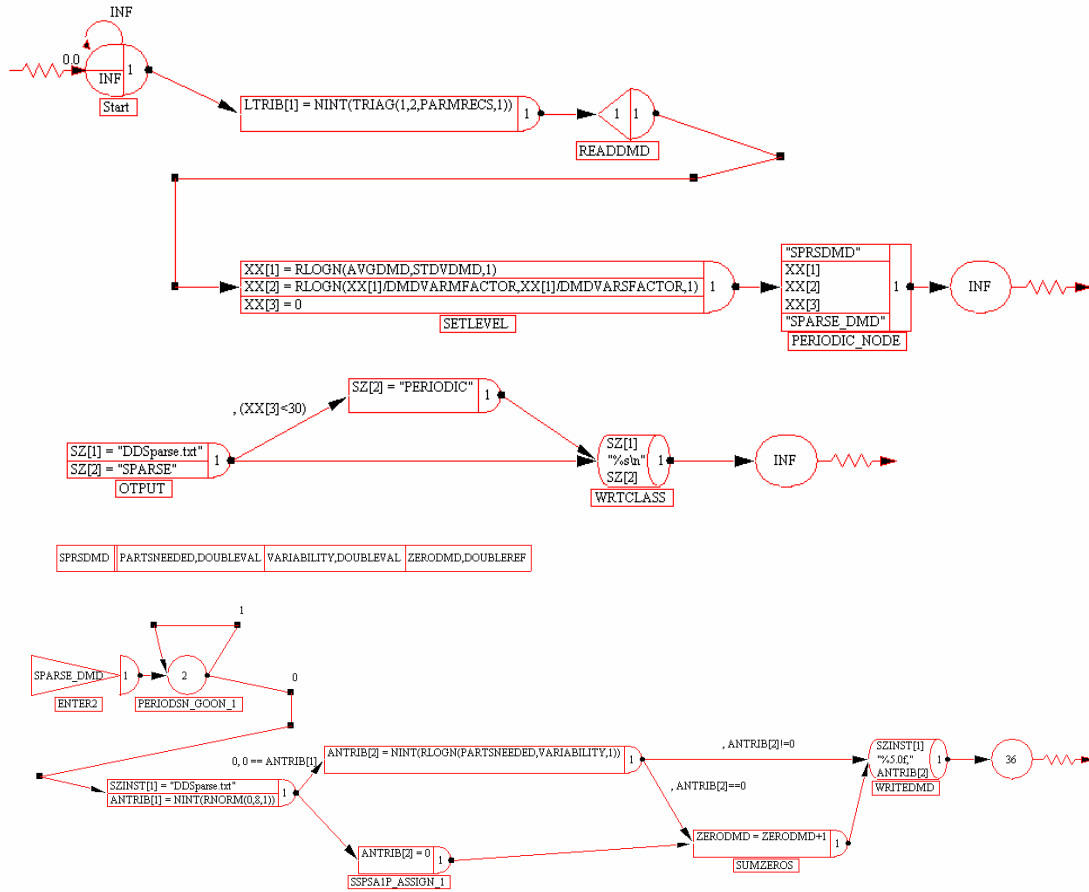 INF
0.0
INF
1
Start
LTRIB[1] = NINT(TRIAG(1,2,PARMRECS,1))
1
1
1
READDMD
XX[1] = RLOGN(AVGDMD,STDVDMD,1)
XX[2] = RLOGN(XX[1]/DMDVARMFACTOR,XX[1]/DMDVARSFACTOR,1)
XX[3] = 0
1
SETLEVEL
"SPRSDMD"
XX[1]
XX[2]
XX[3]
"SPARSE_DMD"
1
PERIODIC_NODE
INF
SZ[2] = "PERIODIC"
1
, (XX[3]<30)
SZ[1] = "DDSparse.txt"
SZ[2] = "SPARSE"
1
OTPUT
SZ[1]
"%s\n"
SZ[2]
1
WRTCLASS
INF
SPRSDMD
PARTSNEEDED,DOUBLEVAL
VARIABILITY,DOUBLEVAL
ZERODMD,DOUBLEREF
1
SPARSE_DMD
1
ENTER2
2
PERIODSN_GOON_1
0
0, 0 == ANTRIB[1]
SZINST[1] = "DDSparse.txt"
ANTRIB[1] = NINT(RNORM(0,8,1))
1
ANTRIB[2] = NINT(RLOGN(PARTSNEEDED,VARIABILITY,1))
1
, ANTRIB[2]!=0
, ANTRIB[2]==0
SZINST[1]
"%5.0f,"
ANTRIB[2]
1
WRITEDMD
36
ANTRIB[2] = 0
1
SSPSA1P_ASSIGN_1
ZERODMD = ZERODMD+1
1
SUMZEROS